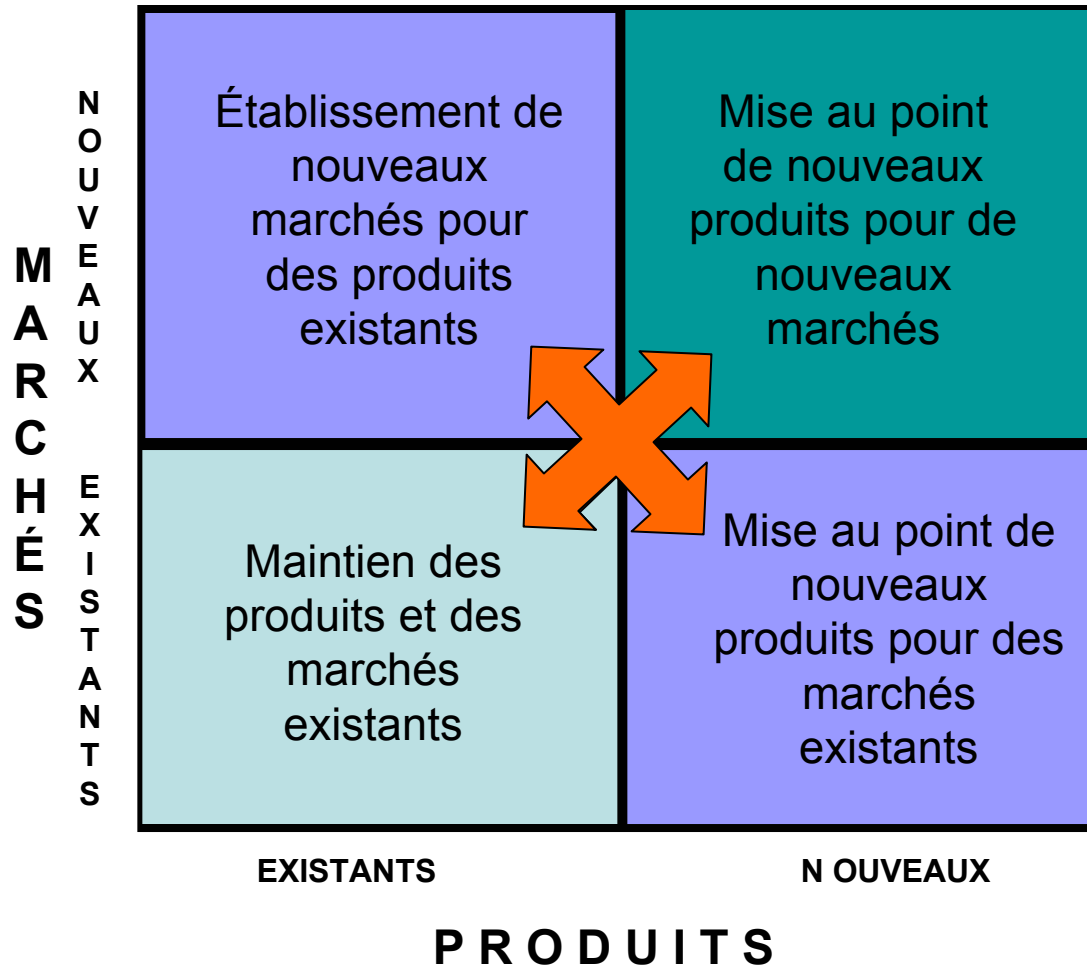 MARCHÉS
NOUVEAUX
EXISTANTS
Établissement de
nouveaux
marchés pour
des produits
existants
Mise au point
de nouveaux
produits pour de
nouveaux
marchés
Maintien des
produits et des
marchés
existants
Mise au point de
nouveaux
produits pour des
marchés
existants
EXISTANTS
N OUVEAUX
P R O D U I T S